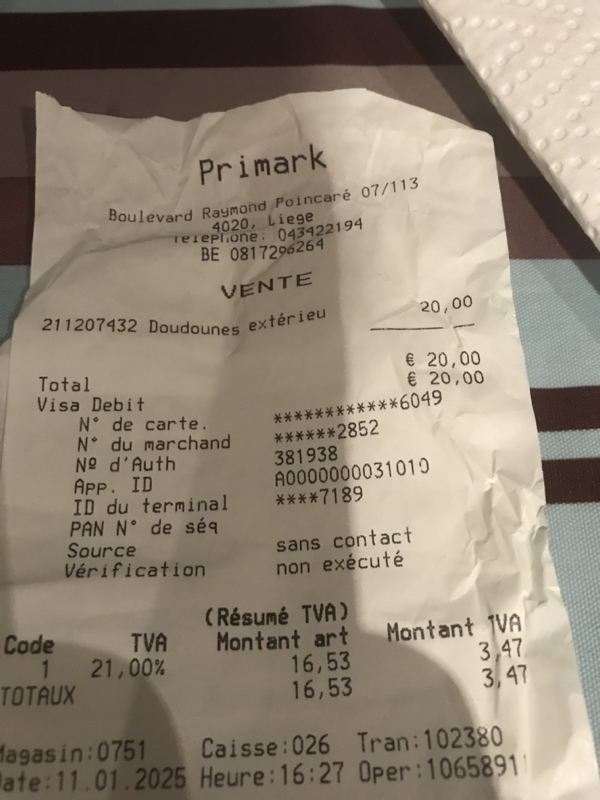 Primark
Boulevard Raymond Poincaré 07/113
4020, Liege
Telephone: 043422194
BE 0817296264
VENTE
211207432 Doudounes extérieu 20,00
€ 20,00
Total € 20,00
Visa Debit
N° de carte. ************6049
N° du marchand ******2852
Nº d'Auth 381938
App. ID A0000000031010
ID du terminal ****7189
PAN N° de séq
Source sans contact
Vérification non exécuté
(Résumé TVA)
Code TVA Montant art Montant TVA
1 21,00% 16,53 3,47
TOTAUX 16,53 3,47
Magasin:0751 Caisse:026 Tran:102380
Date:11.01.2025 Heure:16:27 Oper:1065891